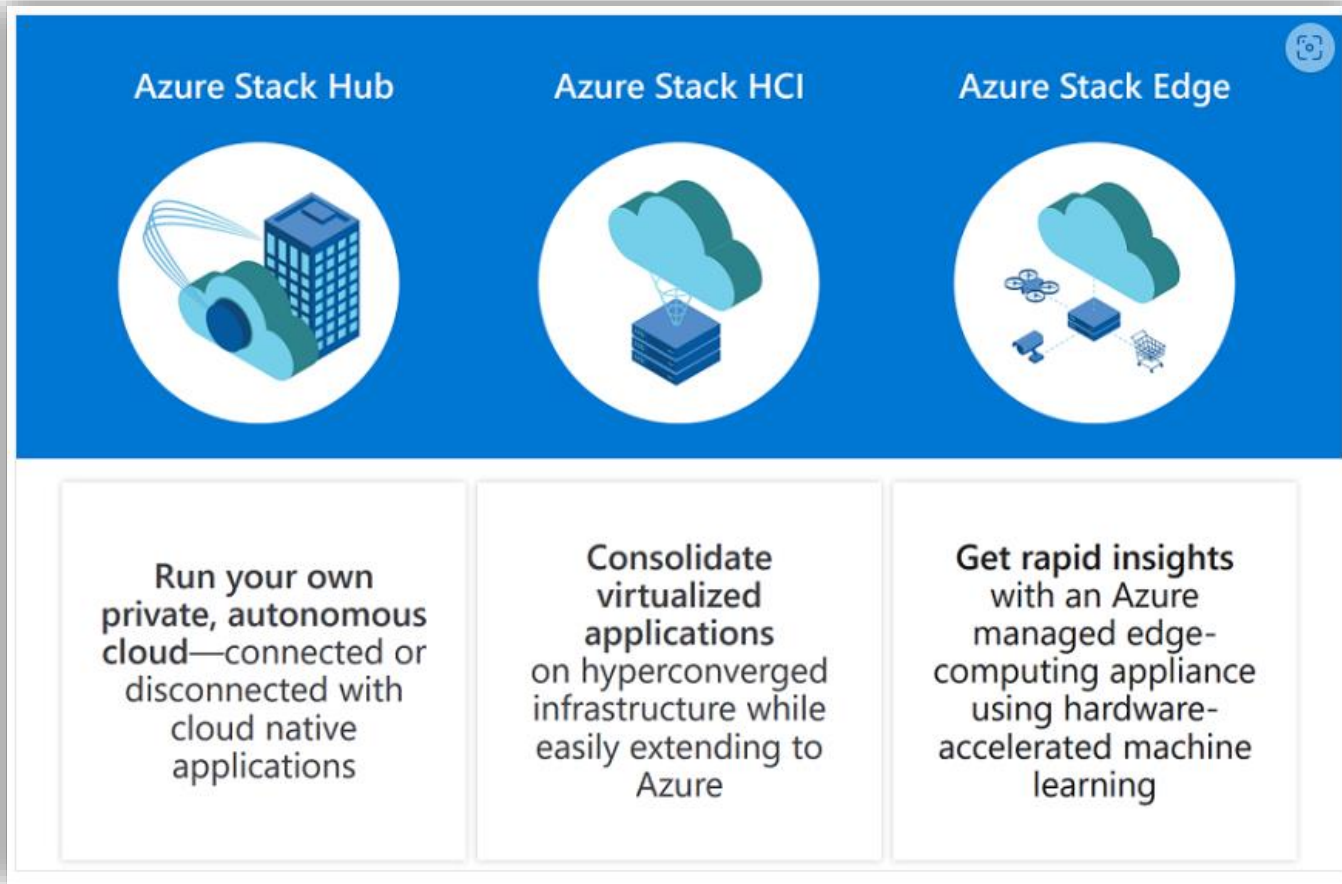 Azure Stack Hub
Azure Stack HCI
Azure Stack Edge
Run your own
private, autonomous
cloud—connected or
disconnected with
cloud native
applications
Consolidate
virtualized
applications
on hyperconverged
infrastructure while
easily extending to
Azure
Get rapid insights
with an Azure
managed edge-
computing appliance
using hardware-
accelerated machine
learning